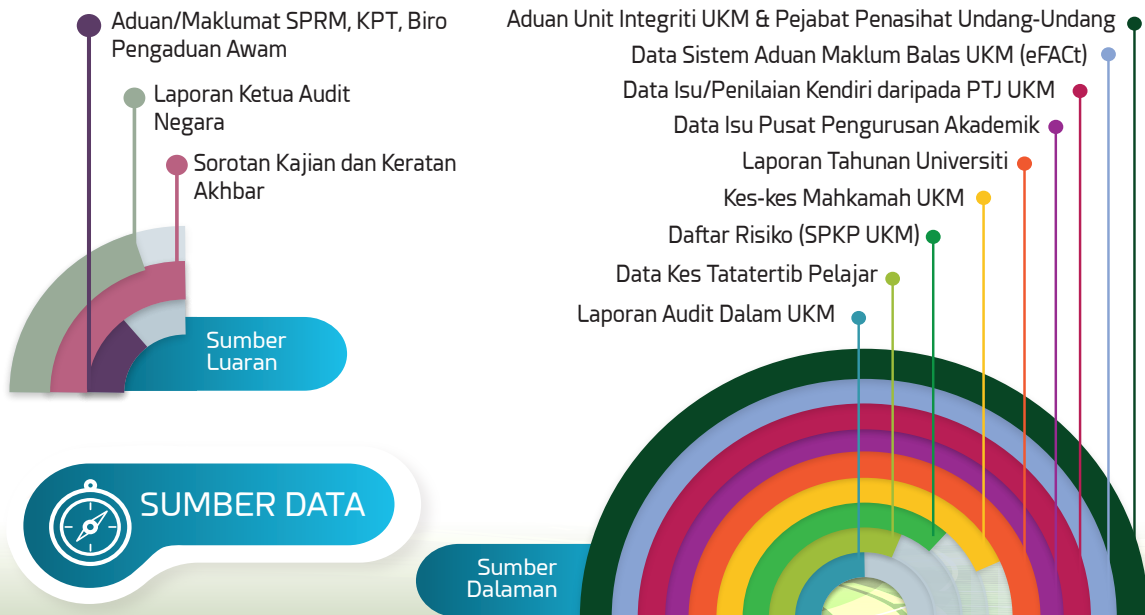 Aduan/Maklumat SPRM, KPT, Biro
Pengaduan Awam
Laporan Ketua Audit
Negara
Sorotan Kajian dan Keratan
Akhbar
Sumber
Luaran
SUMBER DATA
Aduan Unit Integriti UKM & Pejabat Penasihat Undang-Undang
Data Sistem Aduan Maklum Balas UKM (eFACt)
Data Isu/Penilaian Kendiri daripada PTJ UKM
Data Isu Pusat Pengurusan Akademik
Laporan Tahunan Universiti
Kes-kes Mahkamah UKM
Daftar Risiko (SPKP UKM)
Data Kes Tatatertib Pelajar
Laporan Audit Dalam UKM
Sumber
Dalaman